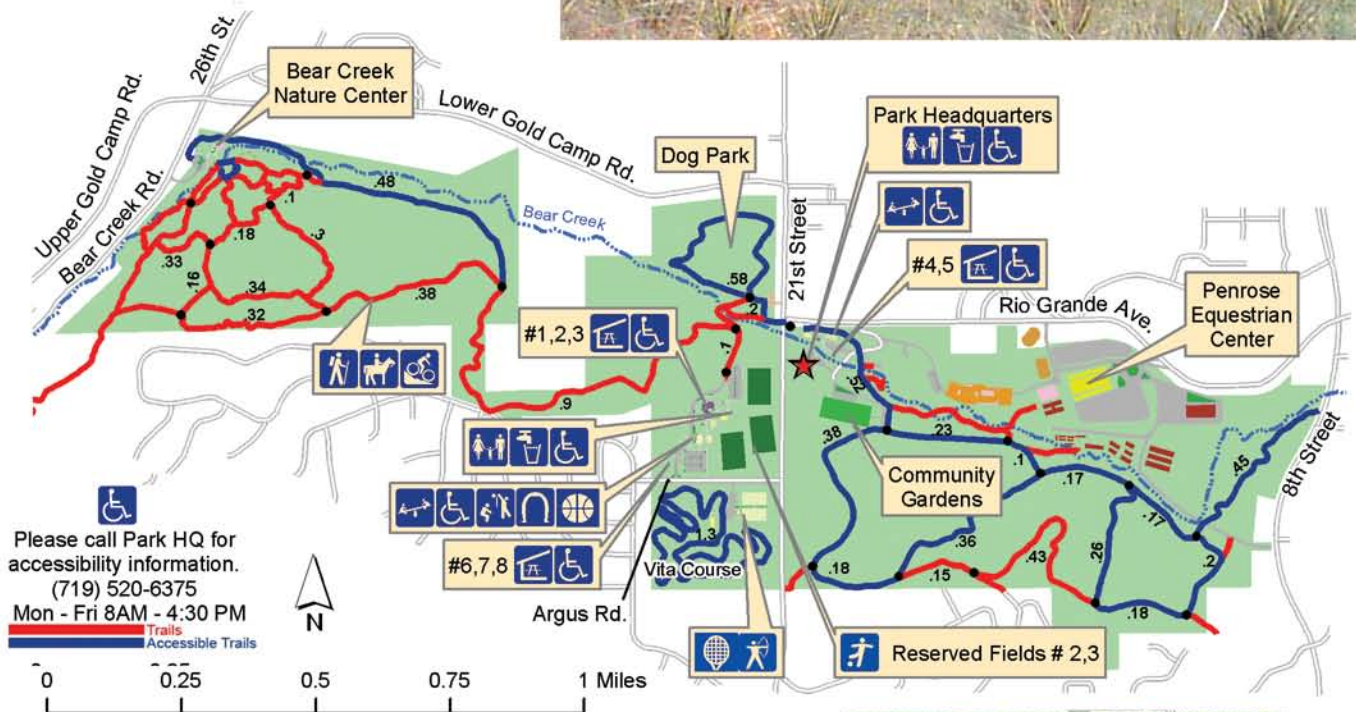 26th St.
Upper Gold Camp Rd.
Bear Creek Rd.
Bear Creek
Nature Center
Lower Gold Camp Rd.
Dog Park
Park Headquarters
21st Street
#4,5
Rio Grande Ave.
Penrose
Equestrian
Center
8th Street
Bear Creek
.48
.1
.3
.18
.33
.16
.34
.32
.38
.58
.2
.1
.9
#1,2,3
.52
.38
.23
.1
.17
.17
.45
.2
.26
.18
.43
.15
.36
.18
Community
Gardens
1.3
Vita Course
#6,7,8
Argus Rd.
Reserved Fields # 2,3
Please call Park HQ for
accessibility information.
(719) 520-6375
Mon - Fri 8AM - 4:30 PM
Trails
Accessible Trails
N
0 0.25 0.5 0.75 1 Miles